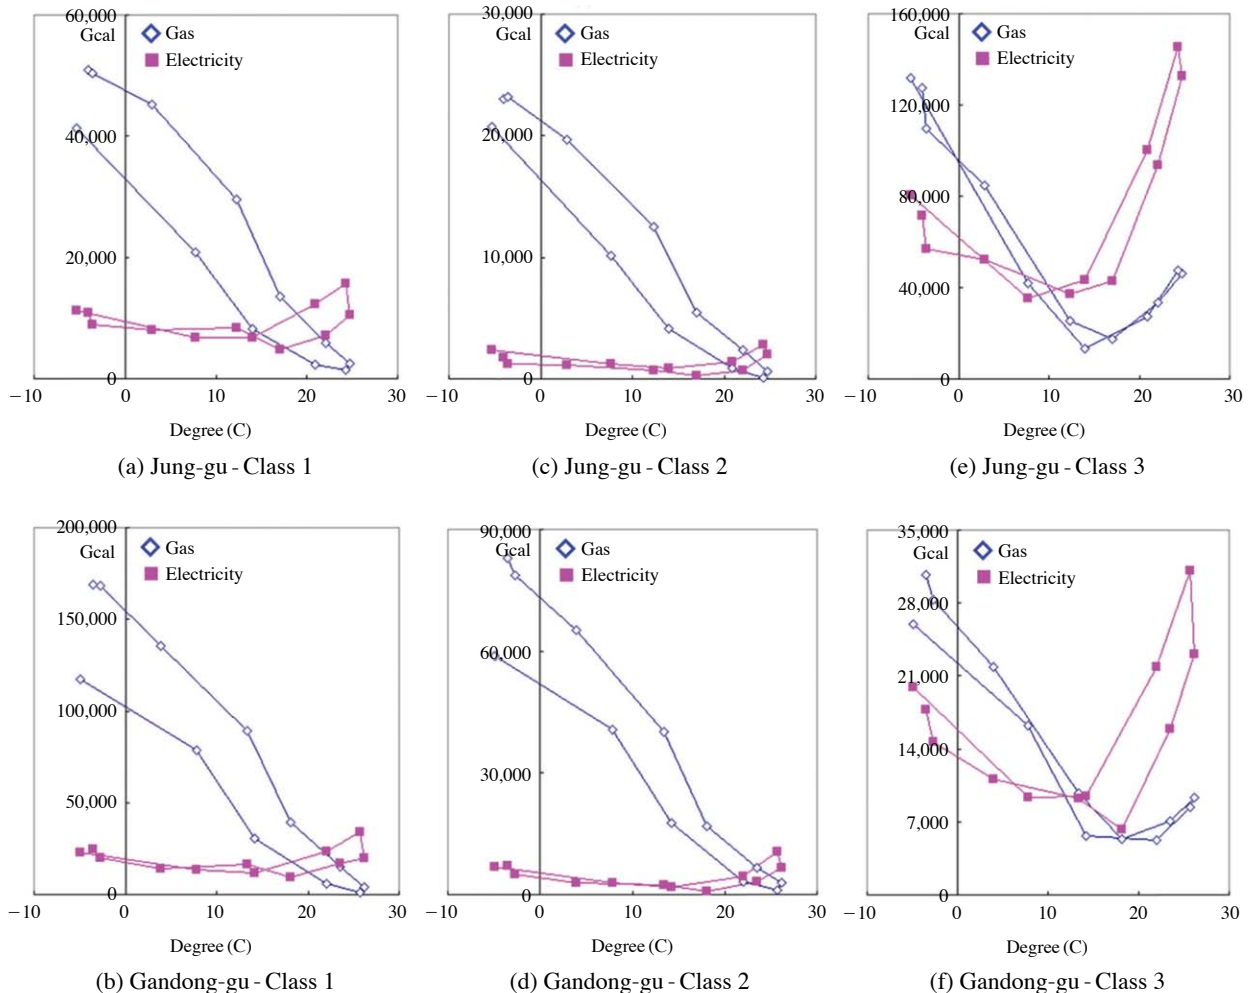 60,000
Gcal
Gas
Electricity
40,000
20,000
0
−10 0 10 20 30
Degree (C)
(a) Jung-gu - Class 1
30,000
Gcal
Gas
Electricity
20,000
10,000
0
−10 0 10 20 30
Degree (C)
(c) Jung-gu - Class 2
160,000
Gcal
Gas
Electricity
120,000
80,000
40,000
0
−10 0 10 20 30
Degree (C)
(e) Jung-gu - Class 3
200,000
Gcal
Gas
Electricity
150,000
100,000
50,000
0
−10 0 10 20 30
Degree (C)
(b) Gandong-gu - Class 1
90,000
Gcal
Gas
Electricity
60,000
30,000
0
−10 0 10 20 30
Degree (C)
(d) Gandong-gu - Class 2
35,000
Gcal
Gas
Electricity
28,000
21,000
14,000
7,000
0
−10 0 10 20 30
Degree (C)
(f) Gandong-gu - Class 3